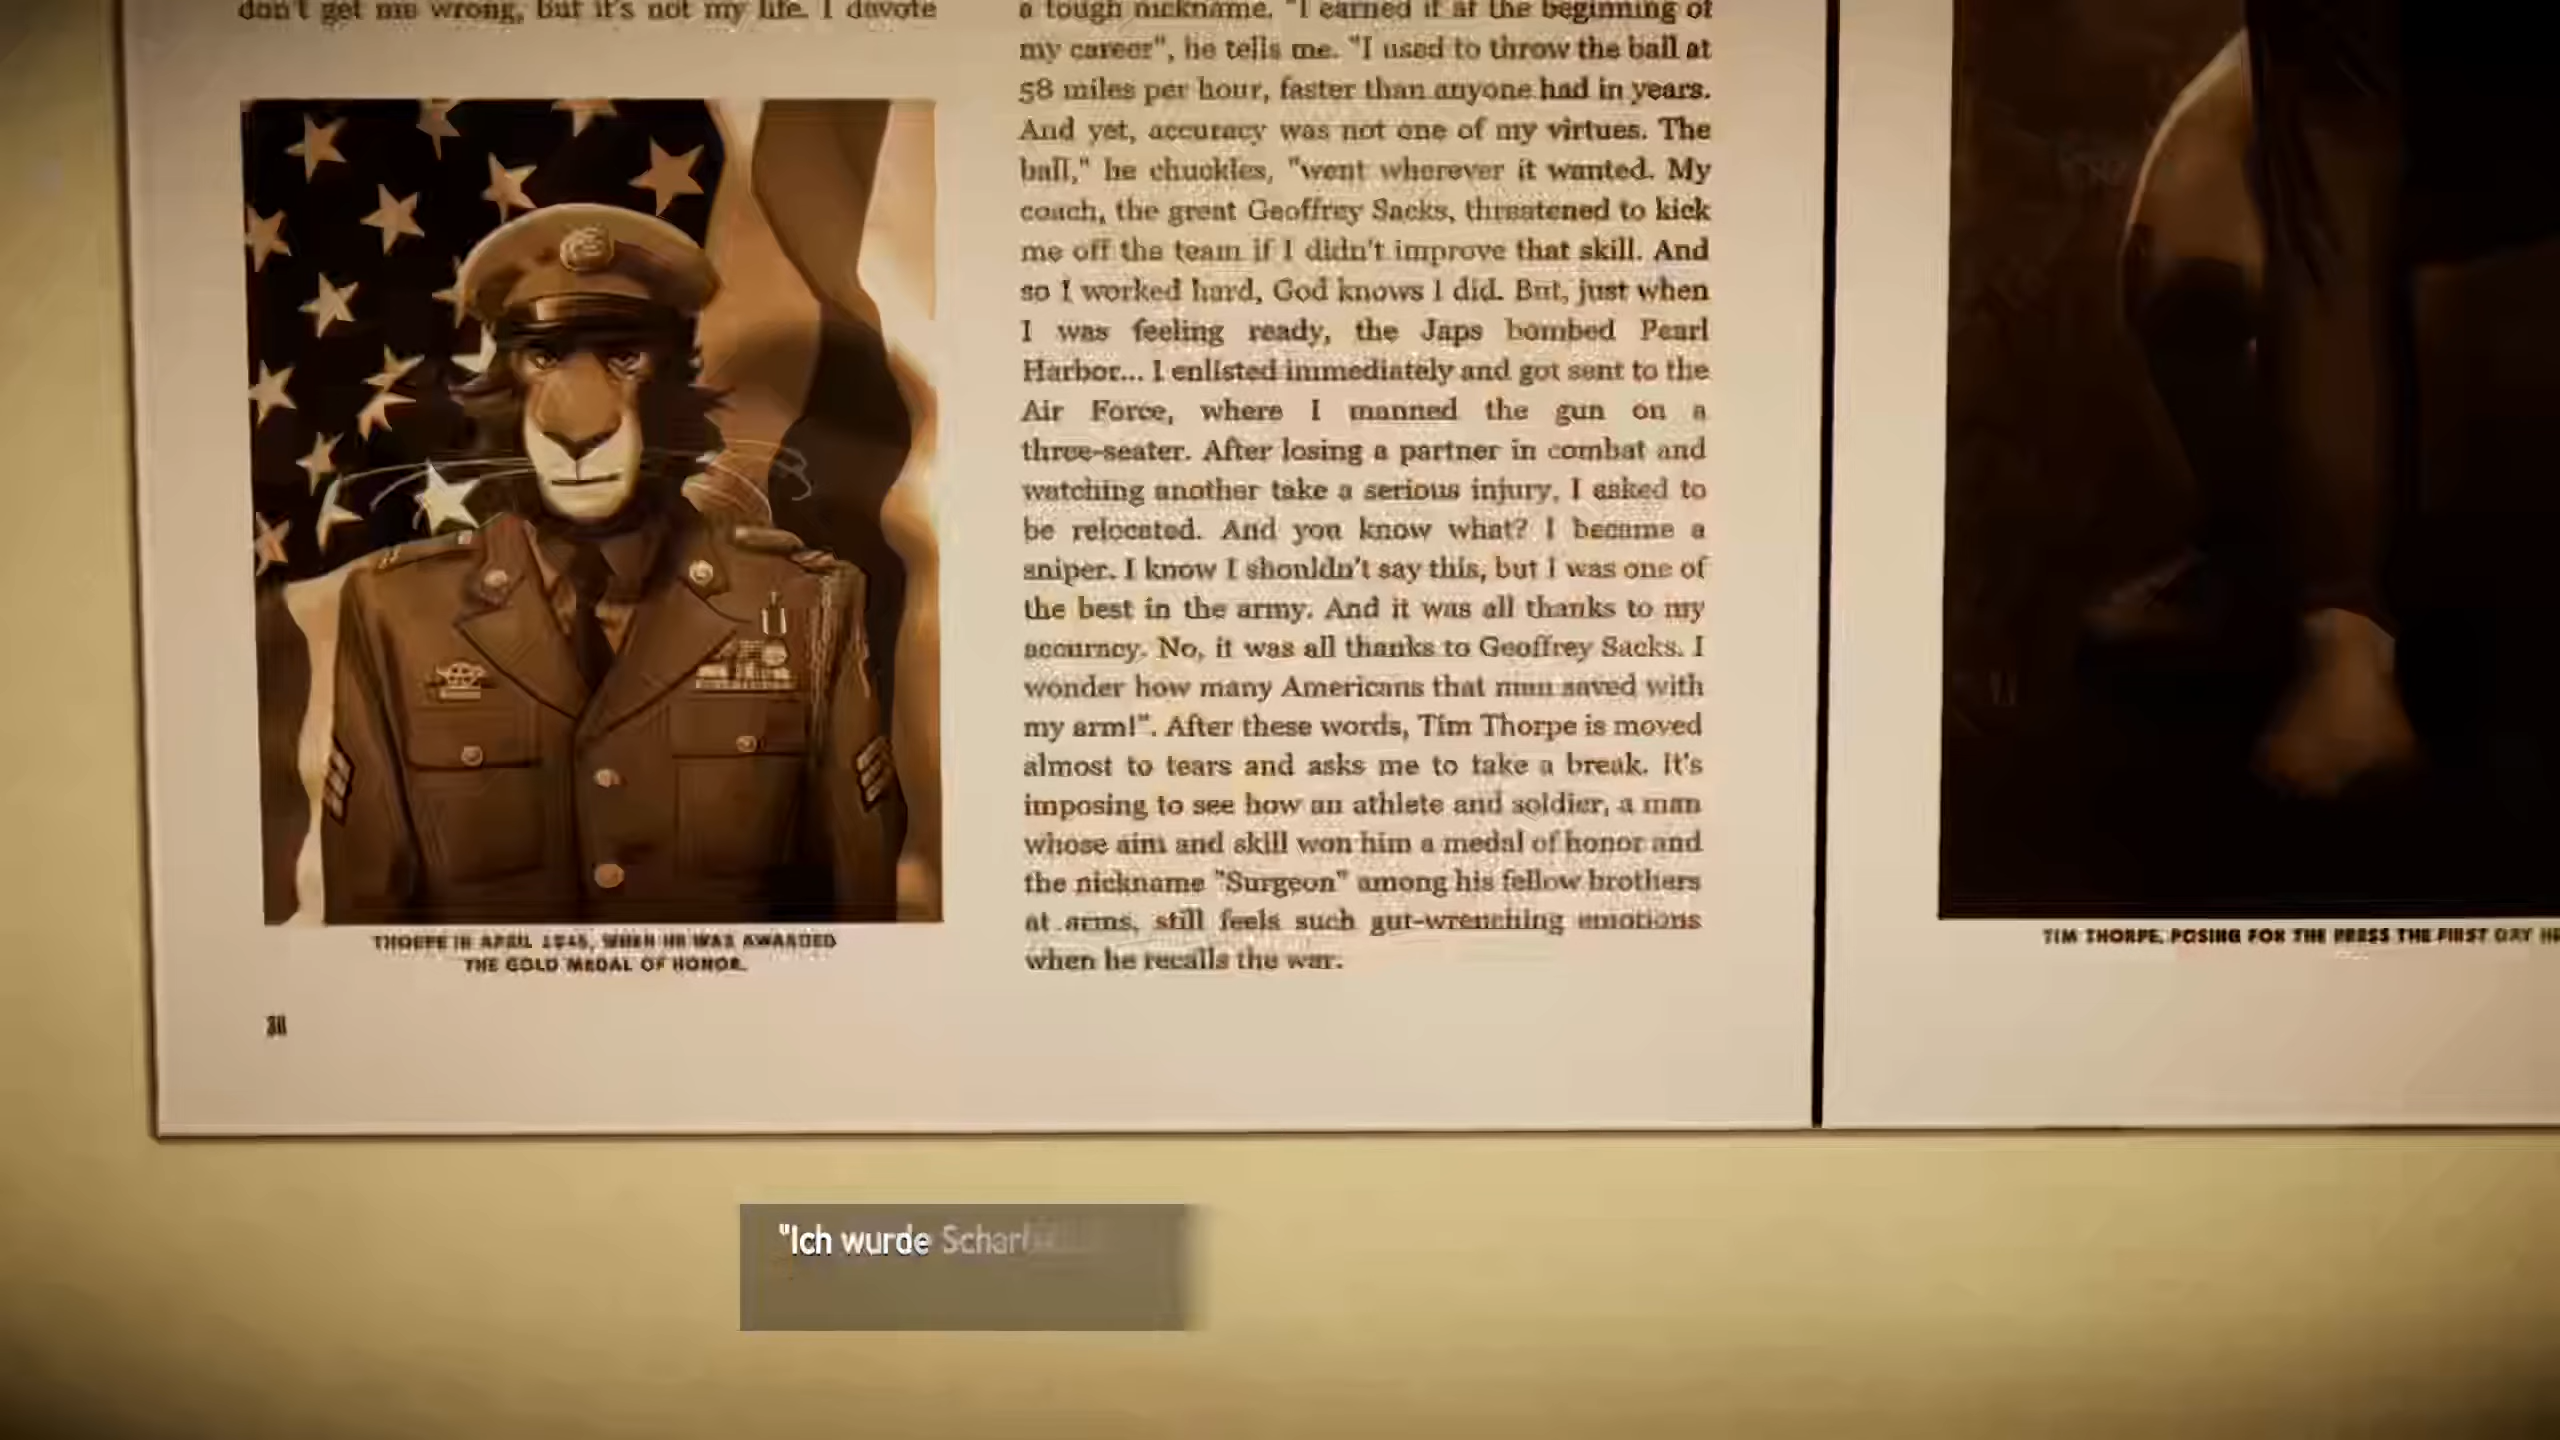 don't get me wrong, but it's not my life. I devote
THORPE IN APRIL 1945, WHEN HE WAS AWARDED
THE GOLD MEDAL OF HONOR.
38
a tough nickname. "I earned it at the beginning of
my career", he tells me. "I used to throw the ball at
58 miles per hour, faster than anyone had in years.
And yet, accuracy was not one of my virtues. The
ball," he chuckles, "went wherever it wanted. My
coach, the great Geoffrey Sacks, threatened to kick
me off the team if I didn't improve that skill. And
so I worked hard, God knows I did. But, just when
I was feeling ready, the Japs bombed Pearl
Harbor... I enlisted immediately and got sent to the
Air Force, where I manned the gun on a
three-seater. After losing a partner in combat and
watching another take a serious injury, I asked to
be relocated. And you know what? I became a
sniper. I know I shouldn't say this, but I was one of
the best in the army. And it was all thanks to my
accuracy. No, it was all thanks to Geoffrey Sacks. I
wonder how many Americans that man saved with
my arm!". After these words, Tim Thorpe is moved
almost to tears and asks me to take a break. It's
imposing to see how an athlete and soldier, a man
whose aim and skill won him a medal of honor and
the nickname "Surgeon" among his fellow brothers
at arms, still feels such gut-wrenching emotions
when he recalls the war.
TIM THORPE, POSING FOR THE PRESS THE FIRST DAY HE
"Ich wurde